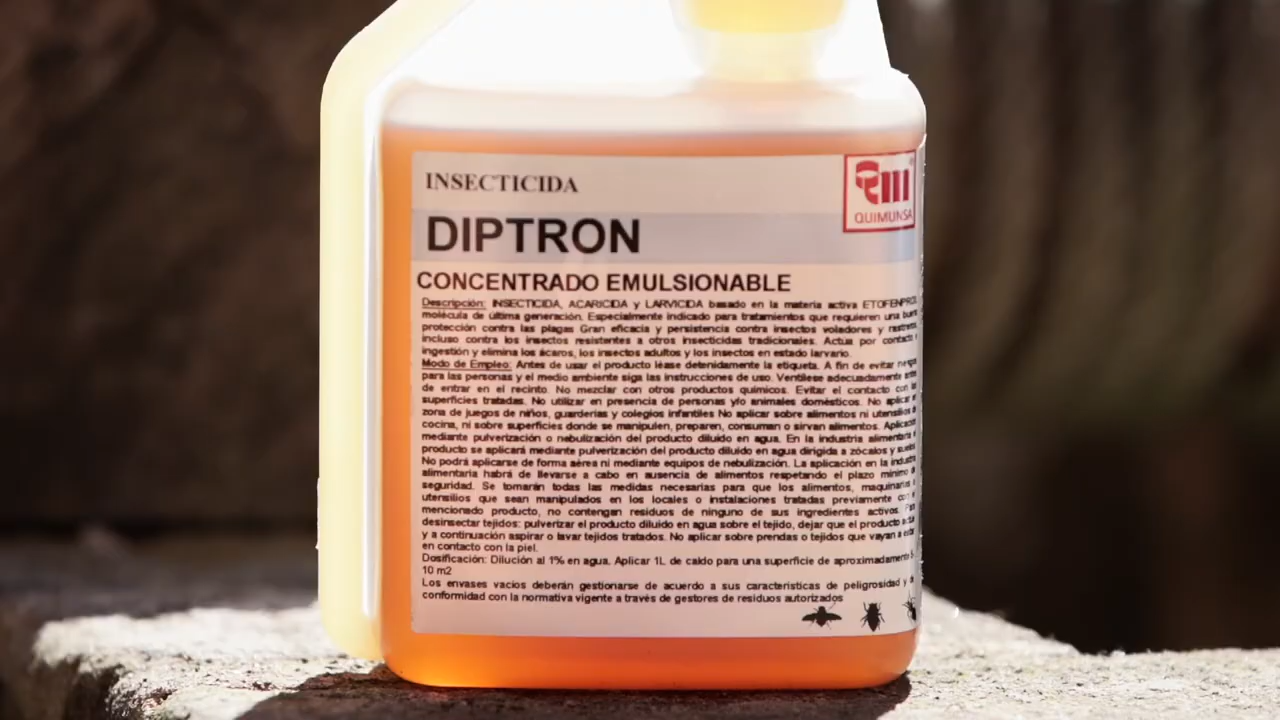 INSECTICIDA
QUIMUNSA
DIPTRON
CONCENTRADO EMULSIONABLE
Descripción: INSECTICIDA, ACARICIDA y LARVICIDA basado en la materia activa ETOFENPROX
molécula de última generación. Especialmente indicado para tratamientos que requieren una buena
protección contra las plagas Gran eficacia y persistencia contra insectos voladores y rastreros
incluso contra los insectos resistentes a otros insecticidas tradicionales. Actúa por contacto e
ingestión y elimina los ácaros, los insectos adultos y los insectos en estado larvario.
Modo de Empleo: Antes de usar el producto léase detenidamente la etiqueta. A fin de evitar riesgos
para las personas y el medio ambiente siga las instrucciones de uso. Ventílese adecuadamente antes
de entrar en el recinto. No mezclar con otros productos químicos. Evitar el contacto con las
superficies tratadas. No utilizar en presencia de personas y/o animales domésticos. No aplicar en
zona de juegos de niños, guarderías y colegios infantiles No aplicar sobre alimentos ni utensilios de
cocina, ni sobre superficies donde se manipulen, preparen, consuman o sirvan alimentos. Aplicación
mediante pulverización o nebulización del producto diluido en agua. En la industria alimentaria el
producto se aplicará mediante pulverización del producto diluido en agua dirigida a zócalos y suelos
No podrá aplicarse de forma aérea ni mediante equipos de nebulización. La aplicación en la industria
alimentaria habrá de llevarse a cabo en ausencia de alimentos respetando el plazo mínimo de
seguridad. Se tomarán todas las medidas necesarias para que los alimentos, maquinarias o
utensilios que sean manipulados en los locales o instalaciones tratadas previamente con el
mencionado producto, no contengan residuos de ninguno de sus ingredientes activos. Para
desinsectar tejidos: pulverizar el producto diluido en agua sobre el tejido, dejar que el producto actúe
y a continuación aspirar o lavar tejidos tratados. No aplicar sobre prendas o tejidos que vayan a estar
en contacto con la piel.
Dosificación: Dilución al 1% en agua. Aplicar 1L de caldo para una superficie de aproximadamente 5-
10 m2
Los envases vacíos deberán gestionarse de acuerdo a sus características de peligrosidad y de
conformidad con la normativa vigente a través de gestores de residuos autorizados